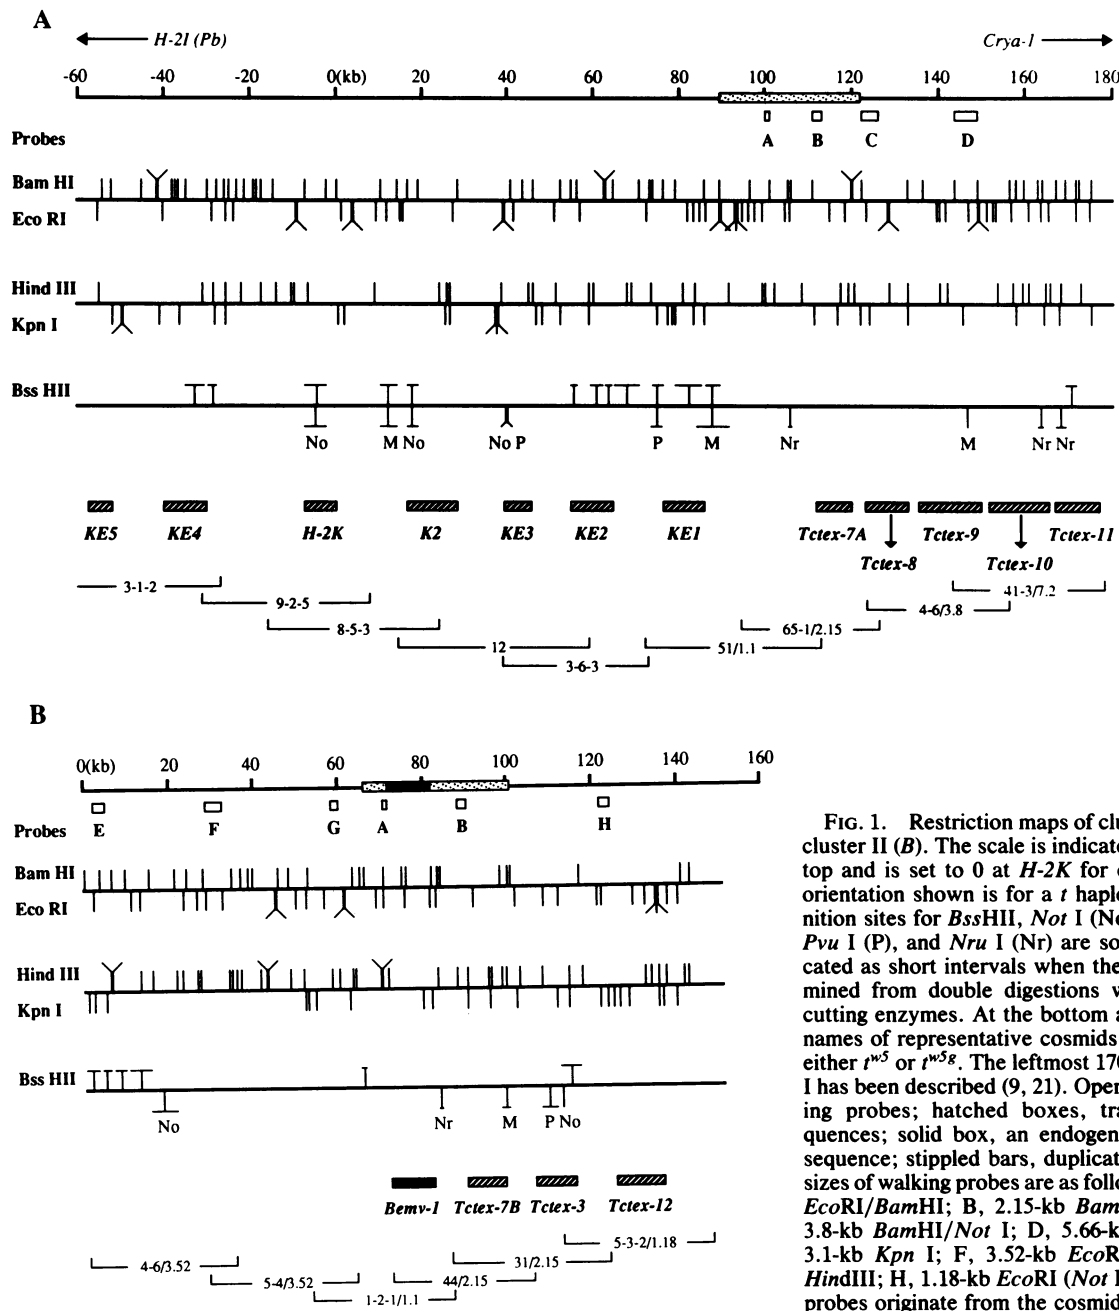 A
H-2I (Pb)
Crya-1
-60 -40 -20 0(kb) 20 40 60 80 100 120 140 160 180
Probes
A B C D
Bam HI
Eco RI
Hind III
Kpn I
Bss HII
No M No No P P M Nr M Nr Nr
KE5 KE4 H-2K K2 KE3 KE2 KE1 Tctex-7A Tctex-9 Tctex-11
Tctex-8 Tctex-10
3-1-2
41-3/7.2
9-2-5
4-6/3.8
8-5-3
65-1/2.15
12
51/1.1
3-6-3
B
0(kb) 20 40 60 80 100 120 140 160
Probes
E F G A B H
Bam HI
Eco RI
Hind III
Kpn I
Bss HII
No Nr M P No
Bemv-1 Tctex-7B Tctex-3 Tctex-12
5-3-2/1.18
4-6/3.52
31/2.15
5-4/3.52
44/2.15
1-2-1/1.1
FIG. 1. Restriction maps of clu
cluster II (B). The scale is indicate
top and is set to 0 at H-2K for
orientation shown is for a t haple
nition sites for BssHII, Not I (No
Pvu I (P), and Nru I (Nr) are so
cated as short intervals when the
mined from double digestions v
cutting enzymes. At the bottom a
names of representative cosmids
either tw5 or tw5g. The leftmost 170
I has been described (9, 21). Open
ing probes; hatched boxes, tra
quences; solid box, an endogen
sequence; stippled bars, duplicat
sizes of walking probes are as follo
EcoRI/BamHI; B, 2.15-kb Bam
3.8-kb BamHI/Not I; D, 5.66-k
3.1-kb Kpn I; F, 3.52-kb EcoR
HindIII; H, 1.18-kb EcoRI (Not I
probes originate from the cosmid